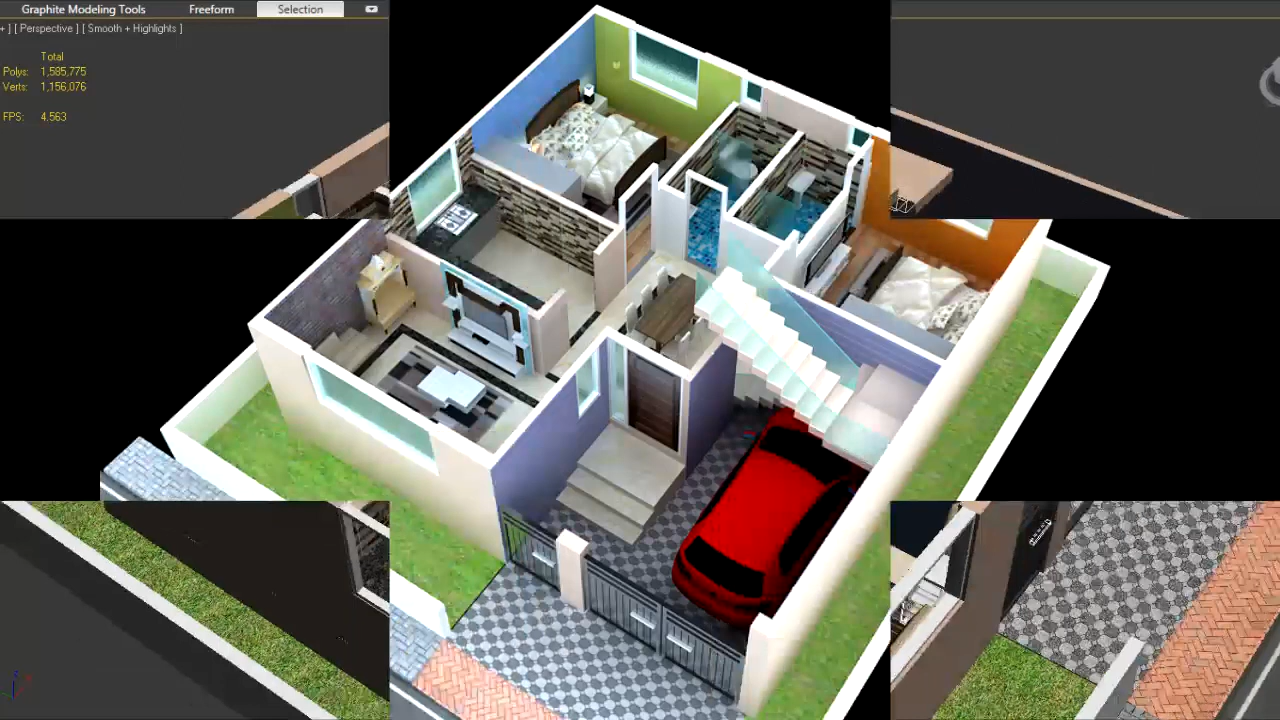 Graphite Modeling Tools Freeform Selection
+ ] [ Perspective ] [ Smooth + Highlights ]
Total
Polys: 1,585,775
Verts: 1,156,076
FPS: 4.563